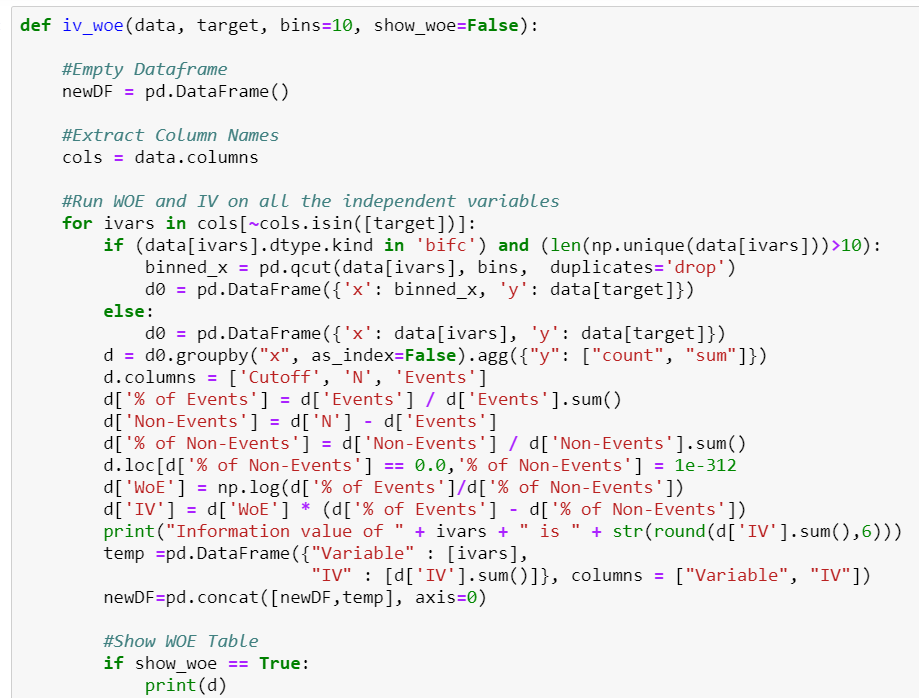 def iv_woe(data, target, bins=10, show_woe=False):
#Empty Dataframe
newDF = pd.DataFrame()
#Extract Column Names
cols = data.columns
#Run WOE and IV on all the independent variables
for ivars in cols[~cols.isin([target])]:
if (data[ivars].dtype.kind in 'bifc') and (len(np.unique(data[ivars]))>10):
binned_x = pd.qcut(data[ivars], bins,  duplicates='drop')
d0 = pd.DataFrame({'x': binned_x, 'y': data[target]})
else:
d0 = pd.DataFrame({'x': data[ivars], 'y': data[target]})
d = d0.groupby("x", as_index=False).agg({"y": ["count", "sum"]})
d.columns = ['Cutoff', 'N', 'Events']
d['% of Events'] = d['Events'] / d['Events'].sum()
d['Non-Events'] = d['N'] - d['Events']
d['% of Non-Events'] = d['Non-Events'] / d['Non-Events'].sum()
d.loc[d['% of Non-Events'] == 0.0,'% of Non-Events'] = 1e-312
d['WoE'] = np.log(d['% of Events']/d['% of Non-Events'])
d['IV'] = d['WoE'] * (d['% of Events'] - d['% of Non-Events'])
print("Information value of " + ivars + " is " + str(round(d['IV'].sum(),6)))
temp =pd.DataFrame({"Variable" : [ivars],
"IV" : [d['IV'].sum()]}, columns = ["Variable", "IV"])
newDF=pd.concat([newDF,temp], axis=0)
#Show WOE Table
if show_woe == True:
print(d)